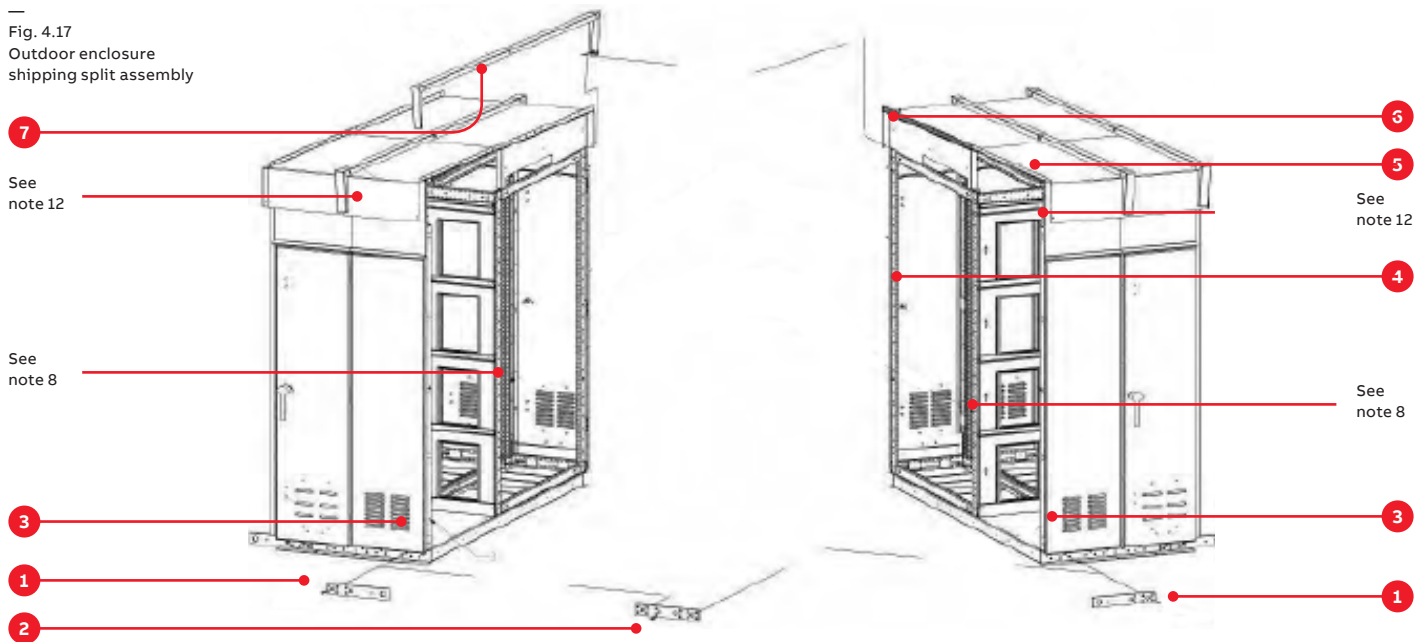 —
Fig. 4.17
Outdoor enclosure
shipping split assembly
7
See
note 12
See
note 8
3
1
2
6
5
See
note 12
4
See
note 8
3
1